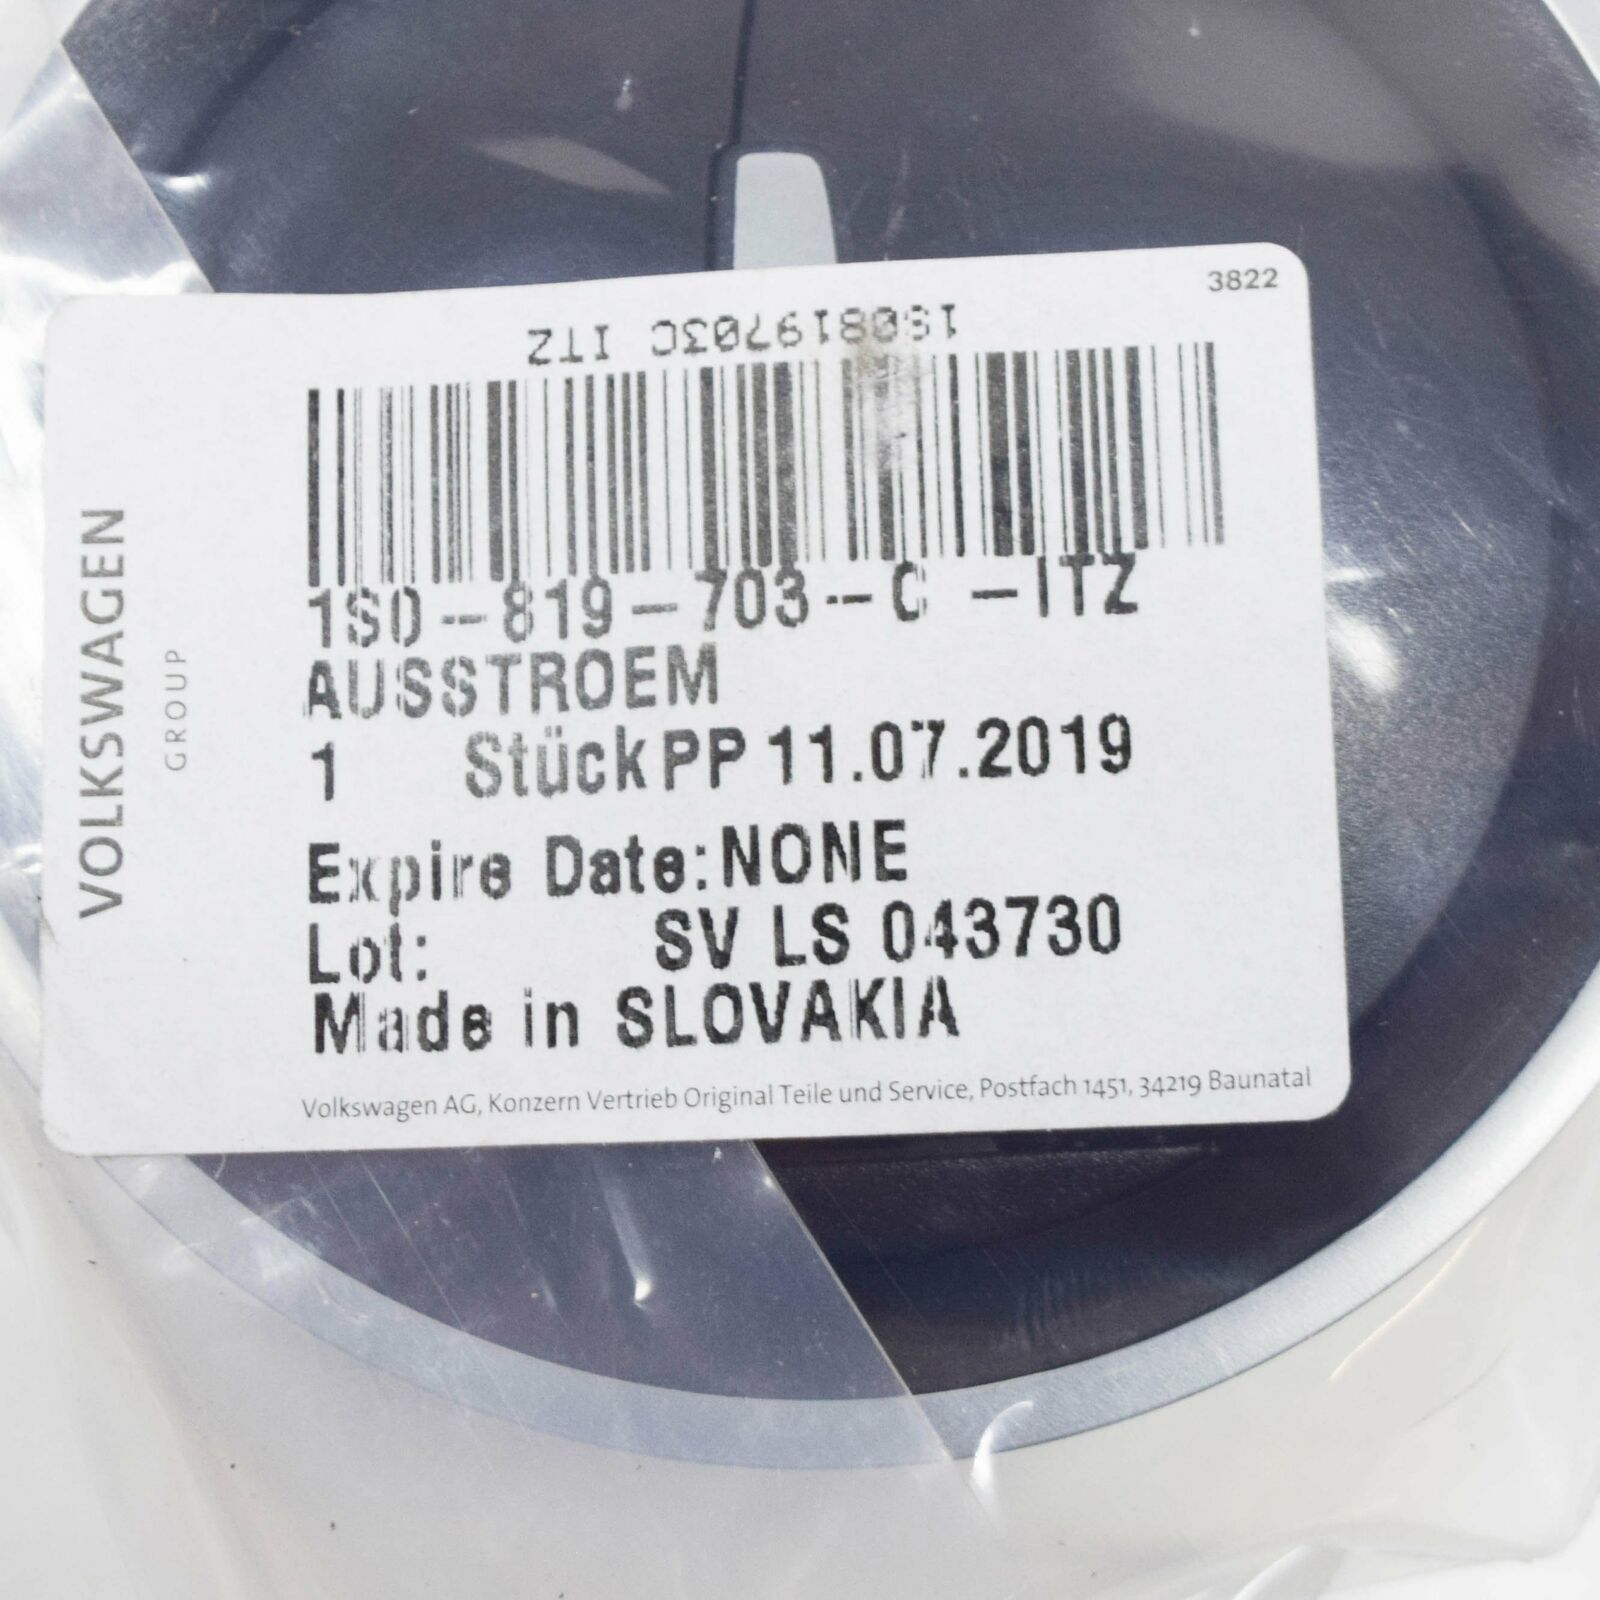 3822
1S0819703C ITZ
1S0-819-703-C -ITZ
AUSSTROEM
1 Stück PP 11.07.2019
Expire Date:NONE
Lot: SV LS 043730
Made in SLOVAKIA
Volkswagen AG, Konzern Vertrieb Original Teile und Service, Postfach 1451, 34219 Baunatal
VOLKSWAGEN
GROUP